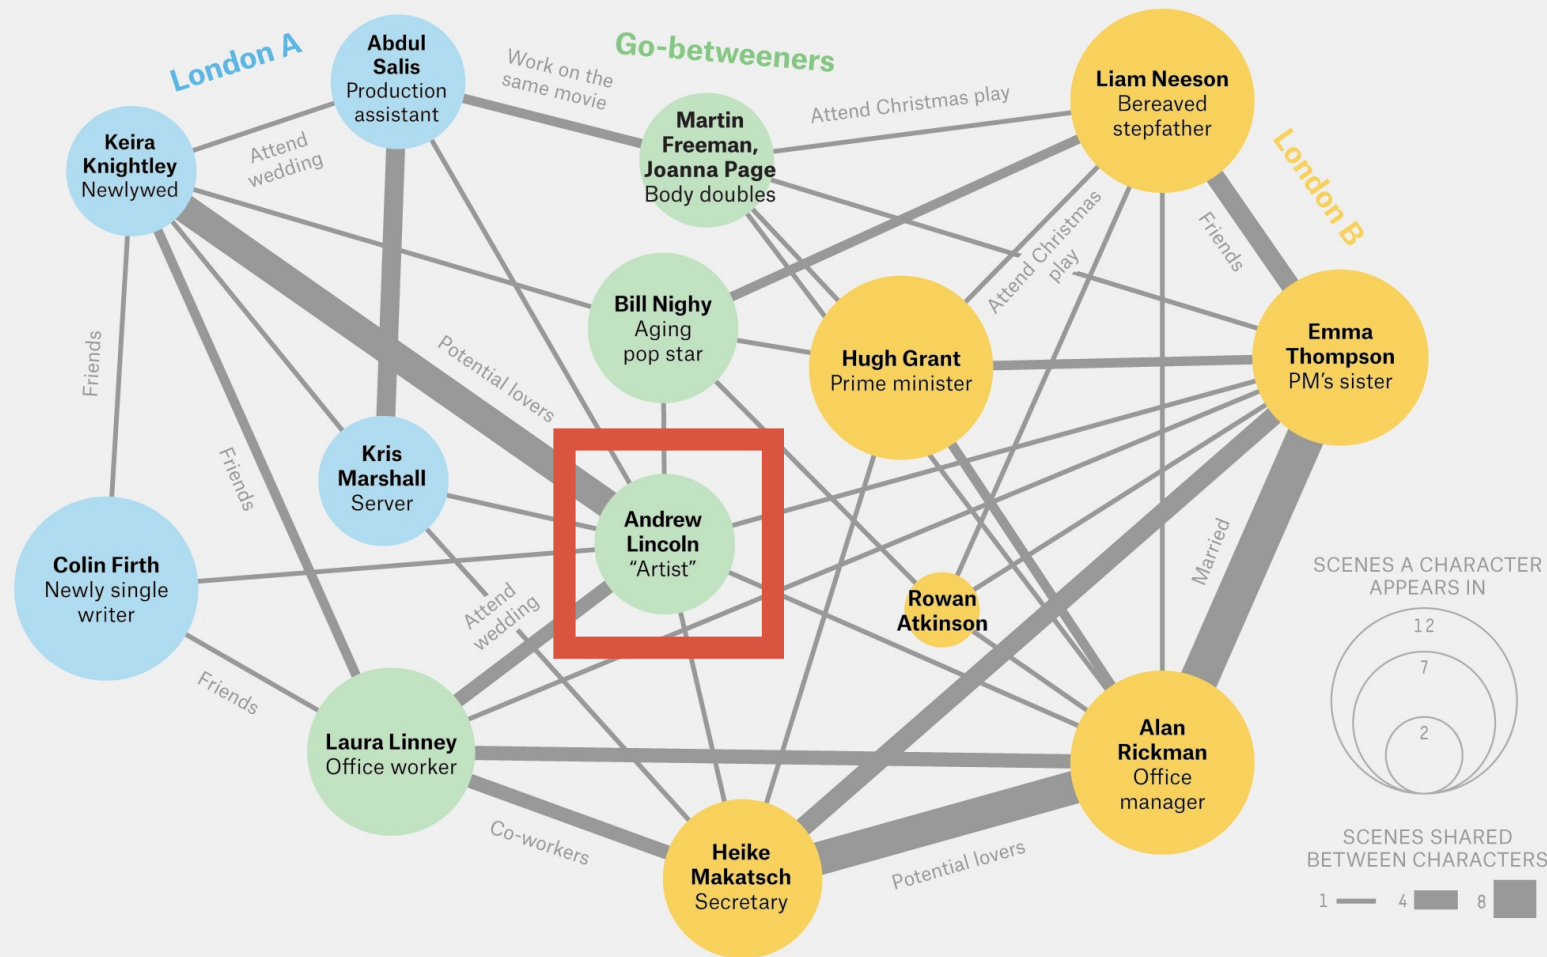 London A
Go-betweeners
London B
Abdul
Salis
Production
assistant
Work on the
same movie
Martin
Freeman,
Joanna Page
Body doubles
Attend Christmas play
Liam Neeson
Bereaved
stepfather
Keira
Knightley
Newlywed
Attend
wedding
Friends
Attend Christmas
play
Bill Nighy
Aging
pop star
Hugh Grant
Prime minister
Emma
Thompson
PM's sister
Friends
Potential lovers
Friends
Kris
Marshall
Server
Andrew
Lincoln
“Artist”
Married
Colin Firth
Newly single
writer
Attend
wedding
Rowan
Atkinson
SCENES A CHARACTER
APPEARS IN
12
7
2
Friends
Laura Linney
Office worker
Alan
Rickman
Office
manager
Co-workers
Heike
Makatsch
Secretary
Potential lovers
SCENES SHARED
BETWEEN CHARACTERS
1 4 8